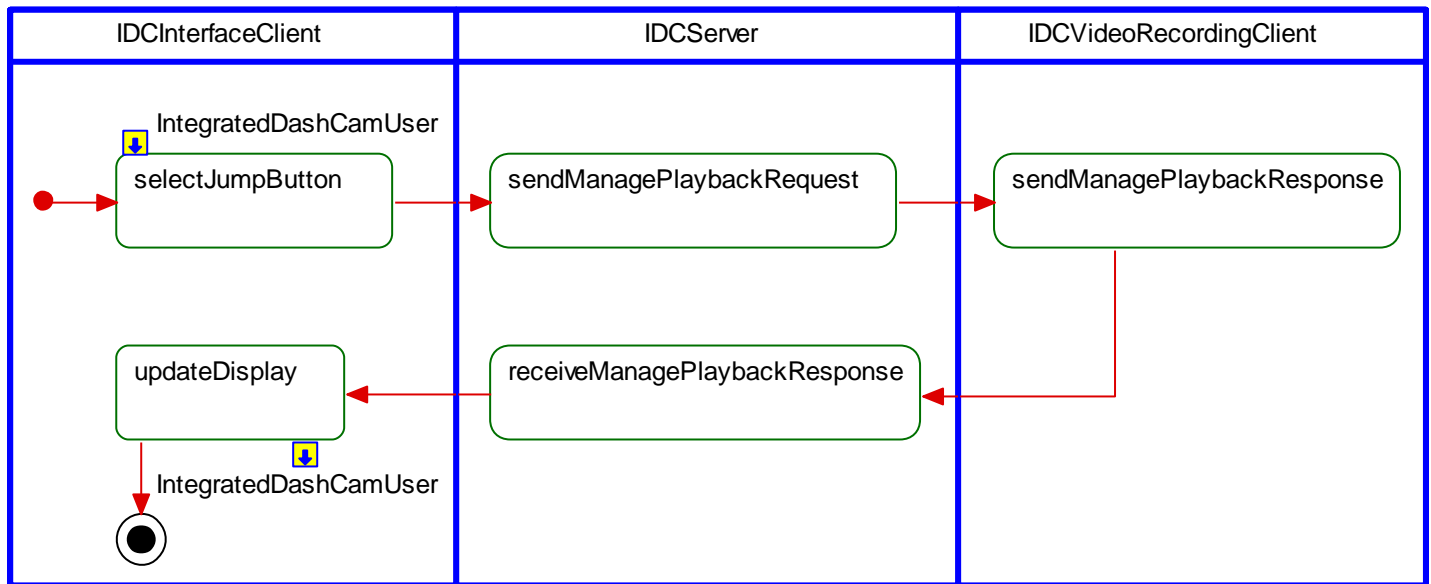 IDCInterfaceClient
IDCServer
IDCVideoRecordingClient
IntegratedDashCamUser
selectJumpButton
sendManagePlaybackRequest
sendManagePlaybackResponse
updateDisplay
receiveManagePlaybackResponse
IntegratedDashCamUser